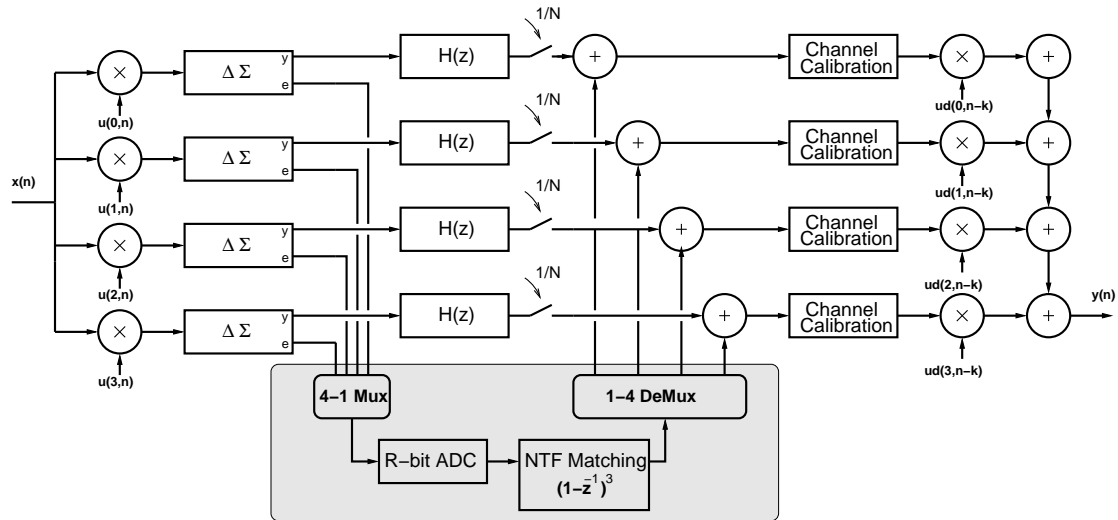 1/N
×
Δ Σ
y
e
H(z)
+
Channel
Calibration
×
+
u(0,n)
ud(0,n−k)
1/N
×
Δ Σ
y
e
H(z)
+
Channel
Calibration
×
+
x(n)
u(1,n)
ud(1,n−k)
1/N
×
Δ Σ
y
e
H(z)
+
Channel
Calibration
×
+
u(2,n)
ud(2,n−k)
1/N
y(n)
×
Δ Σ
y
e
H(z)
+
Channel
Calibration
×
+
u(3,n)
ud(3,n−k)
4−1 Mux
1−4 DeMux
R−bit ADC
NTF Matching
(1−z⁻¹)³